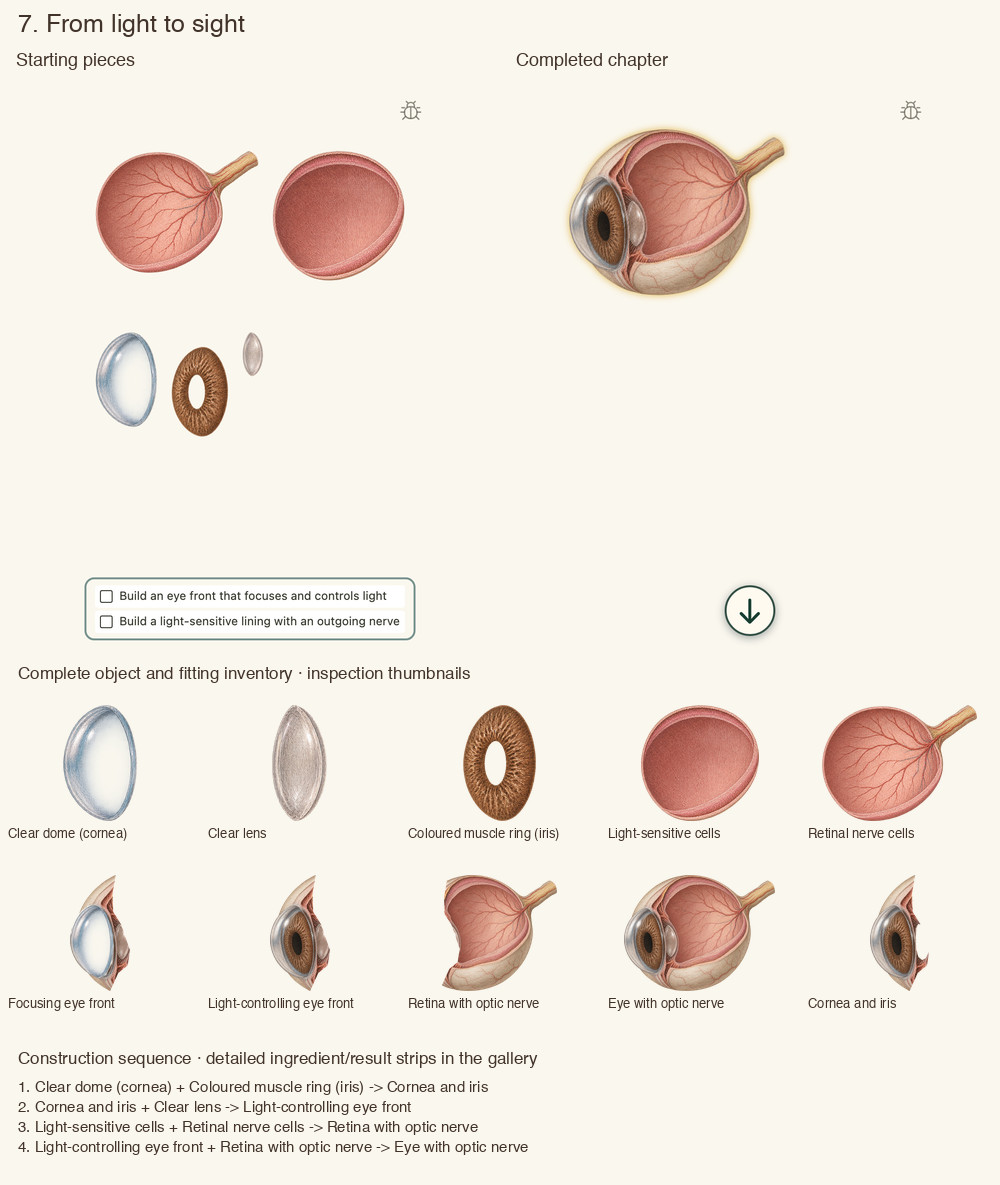 7. From light to sight
Starting pieces
Completed chapter
Build an eye front that focuses and controls light
Build a light-sensitive lining with an outgoing nerve
Complete object and fitting inventory · inspection thumbnails
Clear dome (cornea)
Clear lens
Coloured muscle ring (iris)
Light-sensitive cells
Retinal nerve cells
Focusing eye front
Light-controlling eye front
Retina with optic nerve
Eye with optic nerve
Cornea and iris
Construction sequence · detailed ingredient/result strips in the gallery
1. Clear dome (cornea) + Coloured muscle ring (iris) -> Cornea and iris
2. Cornea and iris + Clear lens -> Light-controlling eye front
3. Light-sensitive cells + Retinal nerve cells -> Retina with optic nerve
4. Light-controlling eye front + Retina with optic nerve -> Eye with optic nerve